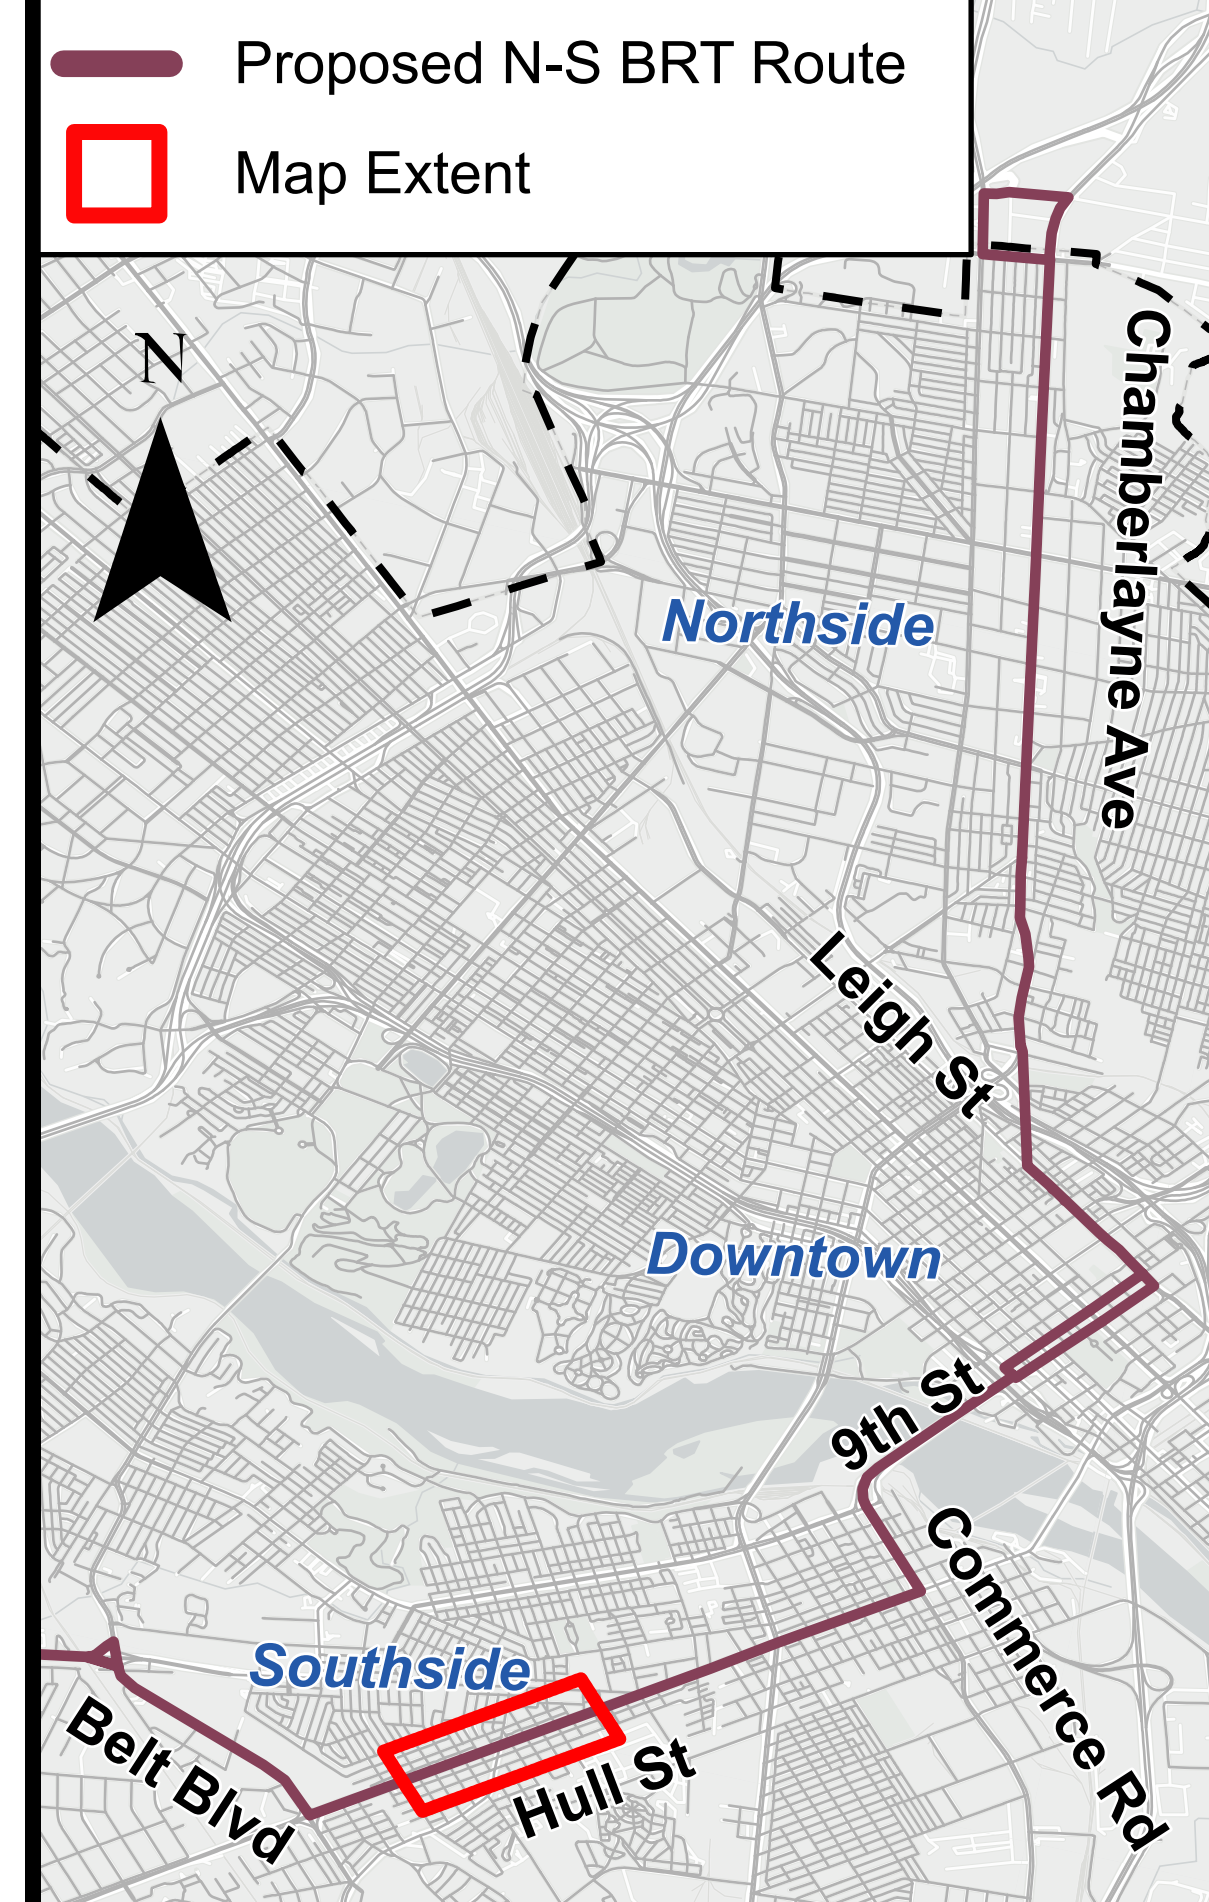 Proposed N-S BRT Route
Map Extent
N
Chamberlayne Ave
Northside
Leigh St
Downtown
9th St
Commerce Rd
Southside
Belt Blvd
Hull St